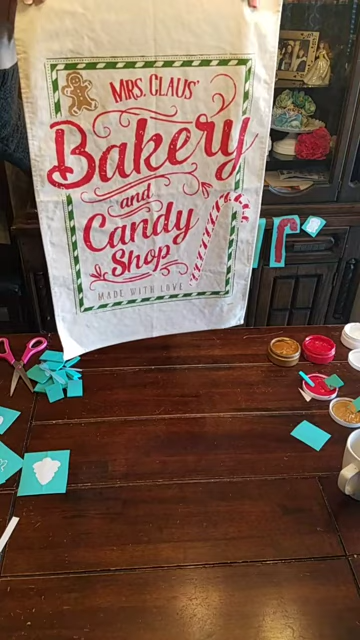 MRS. CLAUS'
Bakery
and
Candy
Shop
MADE WITH LOVE